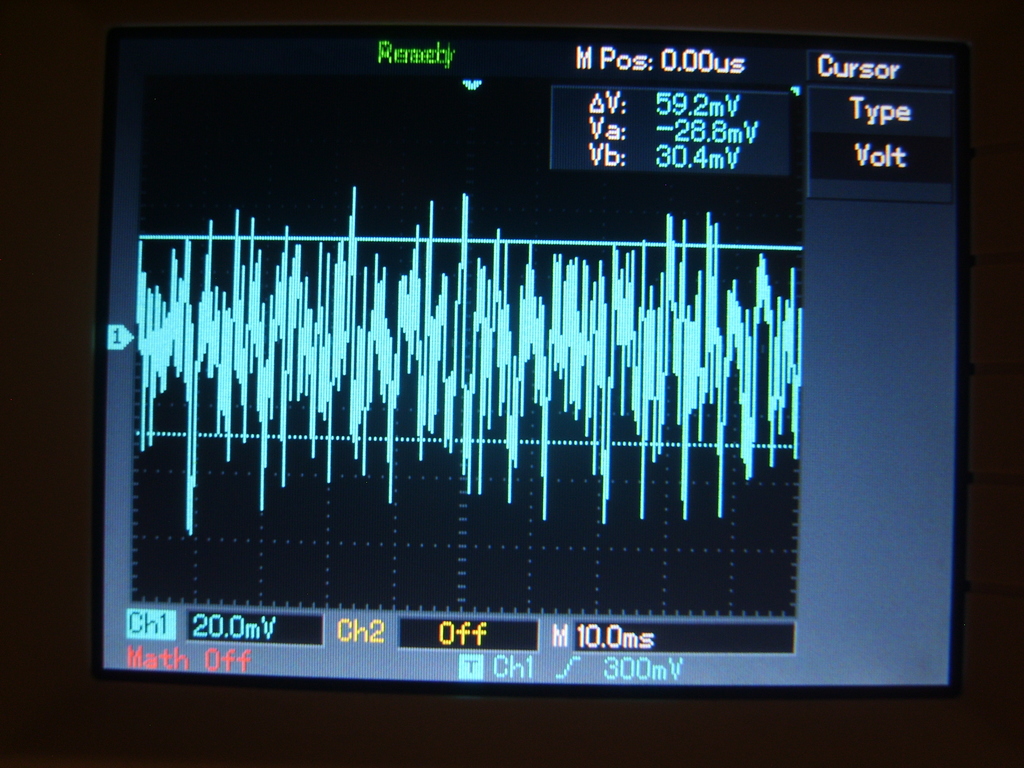 M Pos: 0.00us
Cursor
Type
Volt
ΔV: 59.2mV
Va: -28.8mV
Vb: 30.4mV
1
Ch1 20.0mV Ch2 Off M 10.0ms
Math Off T Ch1 300mV